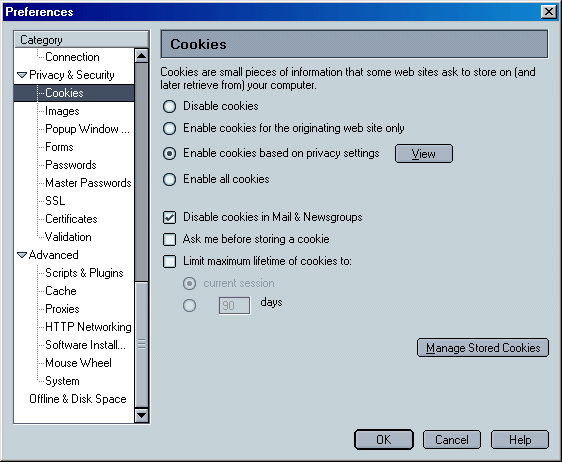 Preferences
Category
Connection
Privacy & Security
Cookies
Images
Popup Window ...
Forms
Passwords
Master Passwords
SSL
Certificates
Validation
Advanced
Scripts & Plugins
Cache
Proxies
HTTP Networking
Software Install...
Mouse Wheel
System
Offline & Disk Space
Cookies
Cookies are small pieces of information that some web sites ask to store on (and
later retrieve from) your computer.
Disable cookies
Enable cookies for the originating web site only
Enable cookies based on privacy settings View
Enable all cookies
Disable cookies in Mail & Newsgroups
Ask me before storing a cookie
Limit maximum lifetime of cookies to:
current session
90 days
Manage Stored Cookies
OK Cancel Help